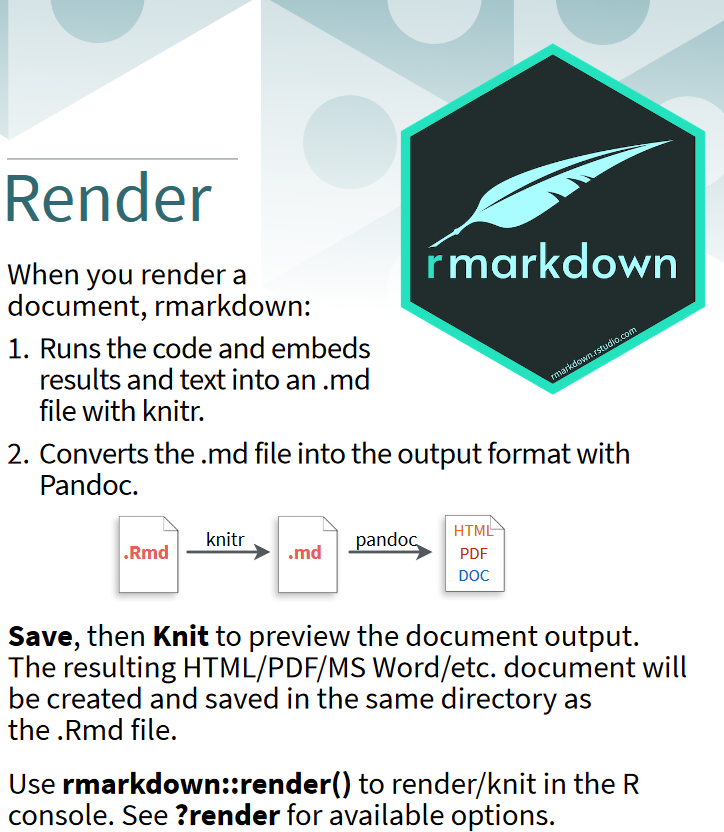 rmarkdown
rmarkdown.rstudio.com
Render
When you render a
document, rmarkdown:
1. Runs the code and embeds
results and text into an .md
file with knitr.
2. Converts the .md file into the output format with
Pandoc.
.Rmd
knitr
.md
pandoc
HTML
PDF
DOC
Save, then Knit to preview the document output.
The resulting HTML/PDF/MS Word/etc. document will
be created and saved in the same directory as
the .Rmd file.
Use rmarkdown::render() to render/knit in the R
console. See ?render for available options.